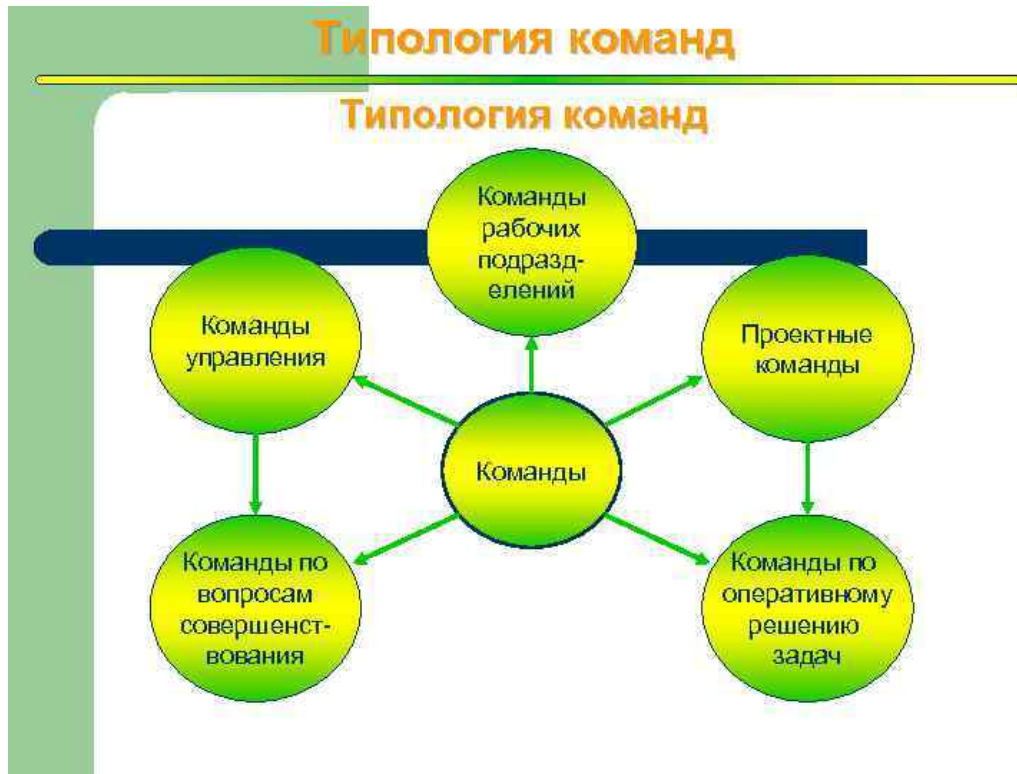 Типология команд
Типология команд
Команды
рабочих
подразд-
елений
Команды
управления
Проектные
команды
Команды
Команды по
вопросам
совершенст-
вования
Команды по
оперативному
решению
задач